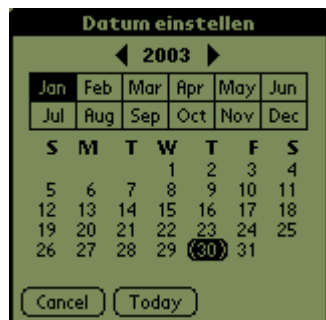 Datum einstellen
2003
Jan Feb Mar Apr May Jun
Jul Aug Sep Oct Nov Dec
S M T W T F S
1 2 3 4
5 6 7 8 9 10 11
12 13 14 15 16 17 18
19 20 21 22 23 24 25
26 27 28 29 30 31
Cancel Today